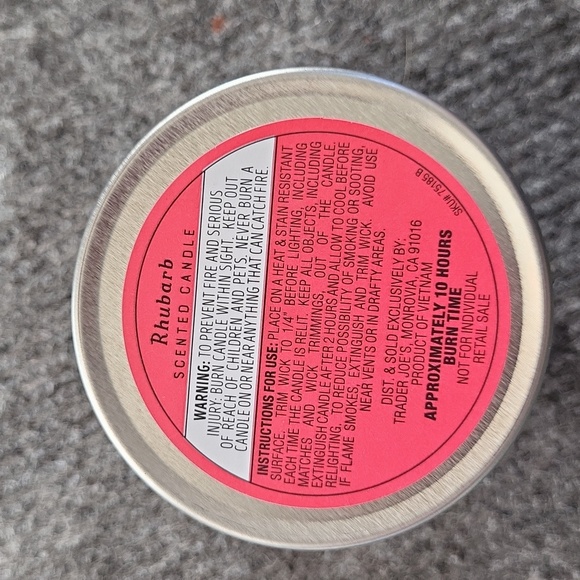 Rhubarb
SCENTED CANDLE
WARNING: TO PREVENT FIRE AND SERIOUS
INJURY: BURN CANDLE WITHIN SIGHT. KEEP OUT
OF REACH OF CHILDREN AND PETS. NEVER BURN A
CANDLE ON OR NEAR ANYTHING THAT CAN CATCH FIRE.
INSTRUCTIONS FOR USE: PLACE ON A HEAT & STAIN RESISTANT
SURFACE. TRIM WICK TO 1/4" BEFORE LIGHTING, INCLUDING
EACH TIME THE CANDLE IS RELIT. KEEP ALL OBJECTS, INCLUDING
MATCHES AND WICK TRIMMINGS, OUT OF THE CANDLE.
EXTINGUISH CANDLE AFTER 2 HOURS AND ALLOW TO COOL BEFORE
RELIGHTING. TO REDUCE POSSIBILITY OF SMOKING OR SOOTING,
IF FLAME SMOKES, EXTINGUISH AND TRIM WICK. AVOID USE
NEAR VENTS OR IN DRAFTY AREAS.
DIST. & SOLD EXCLUSIVELY BY:
TRADER JOE'S, MONROVIA, CA 91016
PRODUCT OF VIETNAM
APPROXIMATELY 10 HOURS
BURN TIME
NOT FOR INDIVIDUAL
RETAIL SALE
SKU# 75185 B